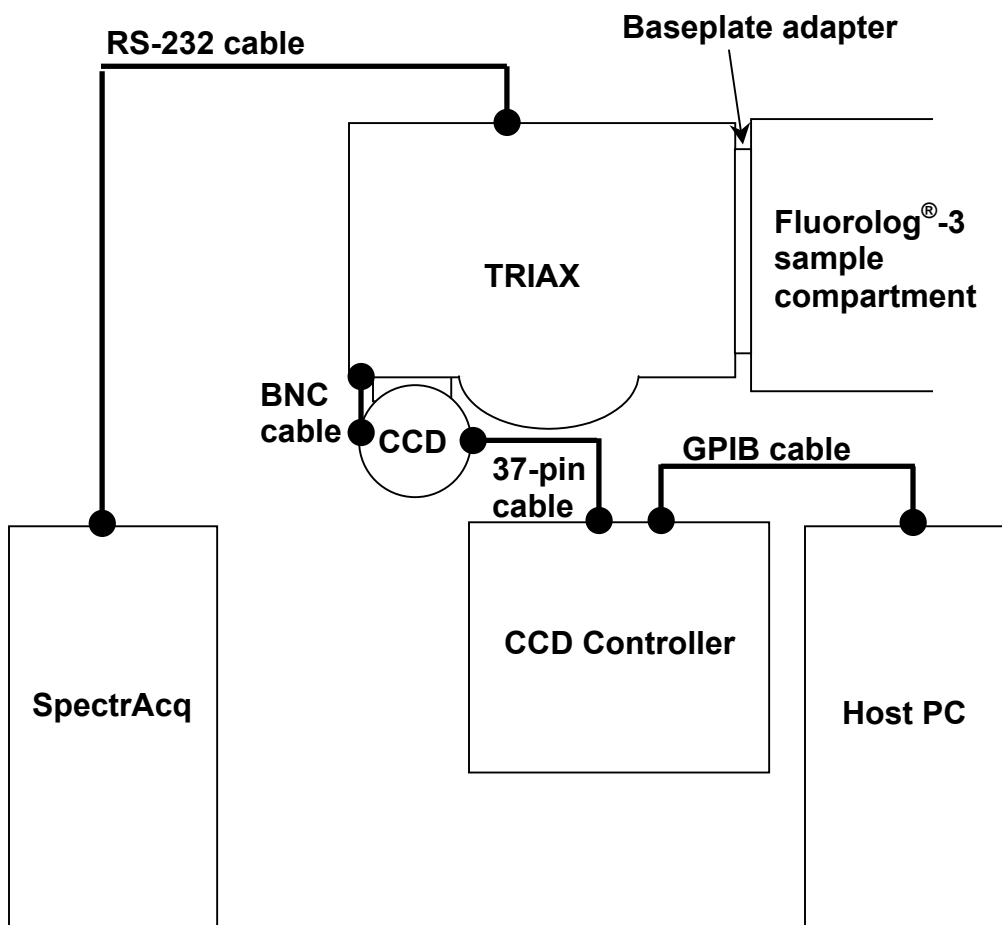 RS-232 cable
Baseplate adapter
Fluorolog®-3
sample
compartment
TRIAX
BNC
cable
CCD
37-pin
cable
GPIB cable
CCD Controller
SpectrAcq
Host PC